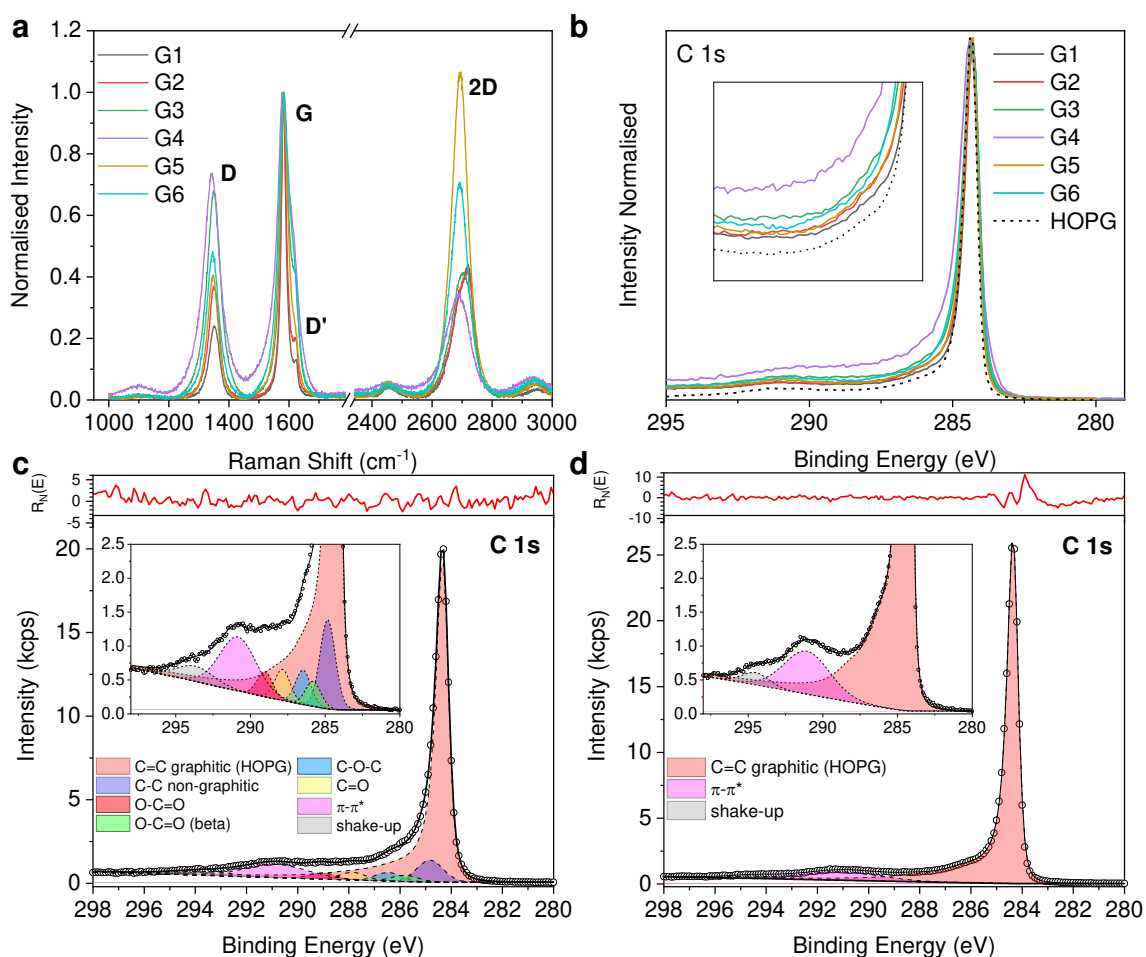 a
Normalised Intensity
1.2
1.0
0.8
0.6
0.4
0.2
0.0
G1
G2
G3
G4
G5
G6
D
G
D'
2D
1000 1200 1400 1600 2400 2600 2800 3000
Raman Shift (cm⁻¹)
b
Intensity Normalised
C 1s
G1
G2
G3
G4
G5
G6
HOPG
295 290 285 280
Binding Energy (eV)
c
R_N(E)
5
0
-5
C 1s
Intensity (kcps)
20
15
10
5
0
2.5
2.0
1.5
1.0
0.5
0.0
295 290 285 280
C=C graphitic (HOPG)
C-C non-graphitic
O-C=O
O-C=O (beta)
C-O-C
C=O
π-π*
shake-up
298 296 294 292 290 288 286 284 282 280
Binding Energy (eV)
d
R_N(E)
10
0
-10
C 1s
Intensity (kcps)
25
20
15
10
5
0
2.5
2.0
1.5
1.0
0.5
0.0
295 290 285 280
C=C graphitic (HOPG)
π-π*
shake-up
298 296 294 292 290 288 286 284 282 280
Binding Energy (eV)